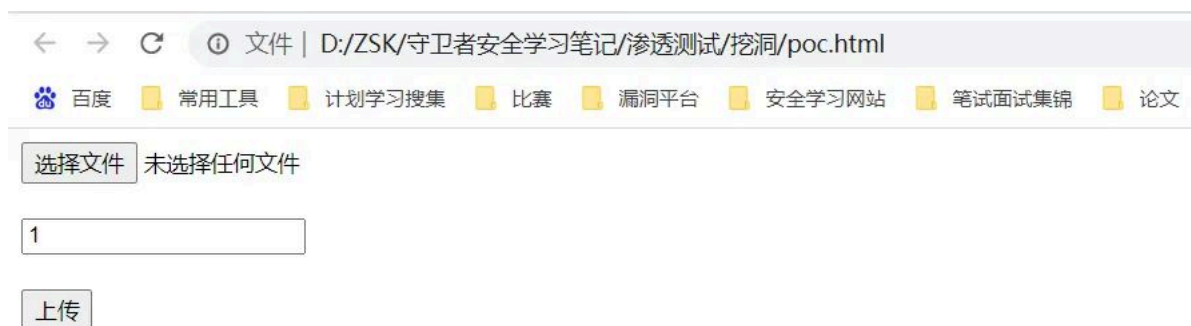 文件 | D:/ZSK/守卫者安全学习笔记/渗透测试/挖洞/poc.html
百度 常用工具 计划学习搜集 比赛 漏洞平台 安全学习网站 笔试面试集锦 论文
选择文件 未选择任何文件
1
上传